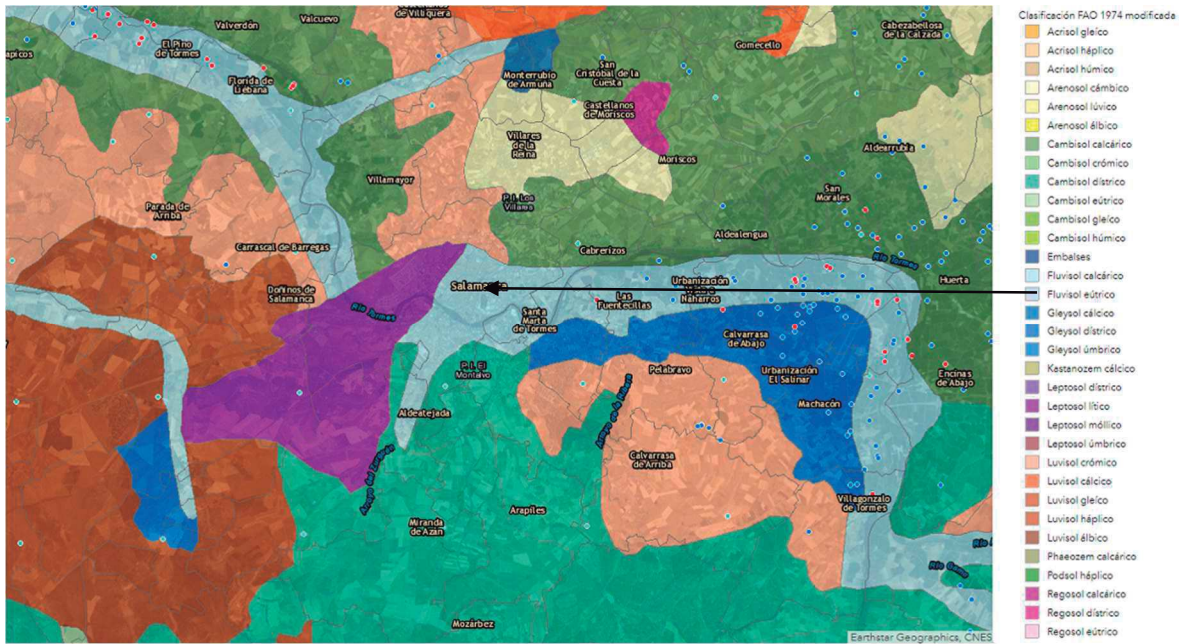 de Villiquera
Valverdón
Valcuevo
El Pino
de Tormes
Florida de
Liébana
Monterrubio
de Armuña
San
Cristóbal de la
Cuesta
Castellanos
de Moriscos
Gomecello
Cabezabellosa
de la Calzada
Villares
de la
Reina
Moriscos
Aldearrubia
Villamayor
P. I. Los
Villares
San
Morales
Parada de
Arriba
Carrascal de Barregas
Cabrerizos
Aldealengua
Río Tormes
Huerta
Doñinos de
Salamanca
Salamanca
Urbanización
Naharros
Las
Fuentecillas
Río Tormes
Santa
Marta
de Tormes
Calvarrasa
de Abajo
P. I. El
Montalvo
Pelabravo
Urbanización
El Salinar
Encinas
de Abajo
Aldeatejada
Machacón
Calvarrasa
de Arriba
Villagonzalo
de Tormes
Arapiles
Miranda
de Azán
Mozárbez
Earthstar Geographics, CNES
Clasificación FAO 1974 modificada
Acrisol gleíco
Acrisol háplico
Acrisol húmico
Arenosol cámbico
Arenosol lúvico
Arenosol álbico
Cambisol calcárico
Cambisol crómico
Cambisol dístrico
Cambisol eútrico
Cambisol gleíco
Cambisol húmico
Embalses
Fluvisol calcárico
Fluvisol eútrico
Gleysol cálcico
Gleysol dístrico
Gleysol úmbrico
Kastanozem cálcico
Leptosol dístrico
Leptosol lítico
Leptosol móllico
Leptosol úmbrico
Luvisol crómico
Luvisol cálcico
Luvisol gleíco
Luvisol háplico
Luvisol álbico
Phaeozem calcárico
Podsol háplico
Regosol calcárico
Regosol dístrico
Regosol eútrico